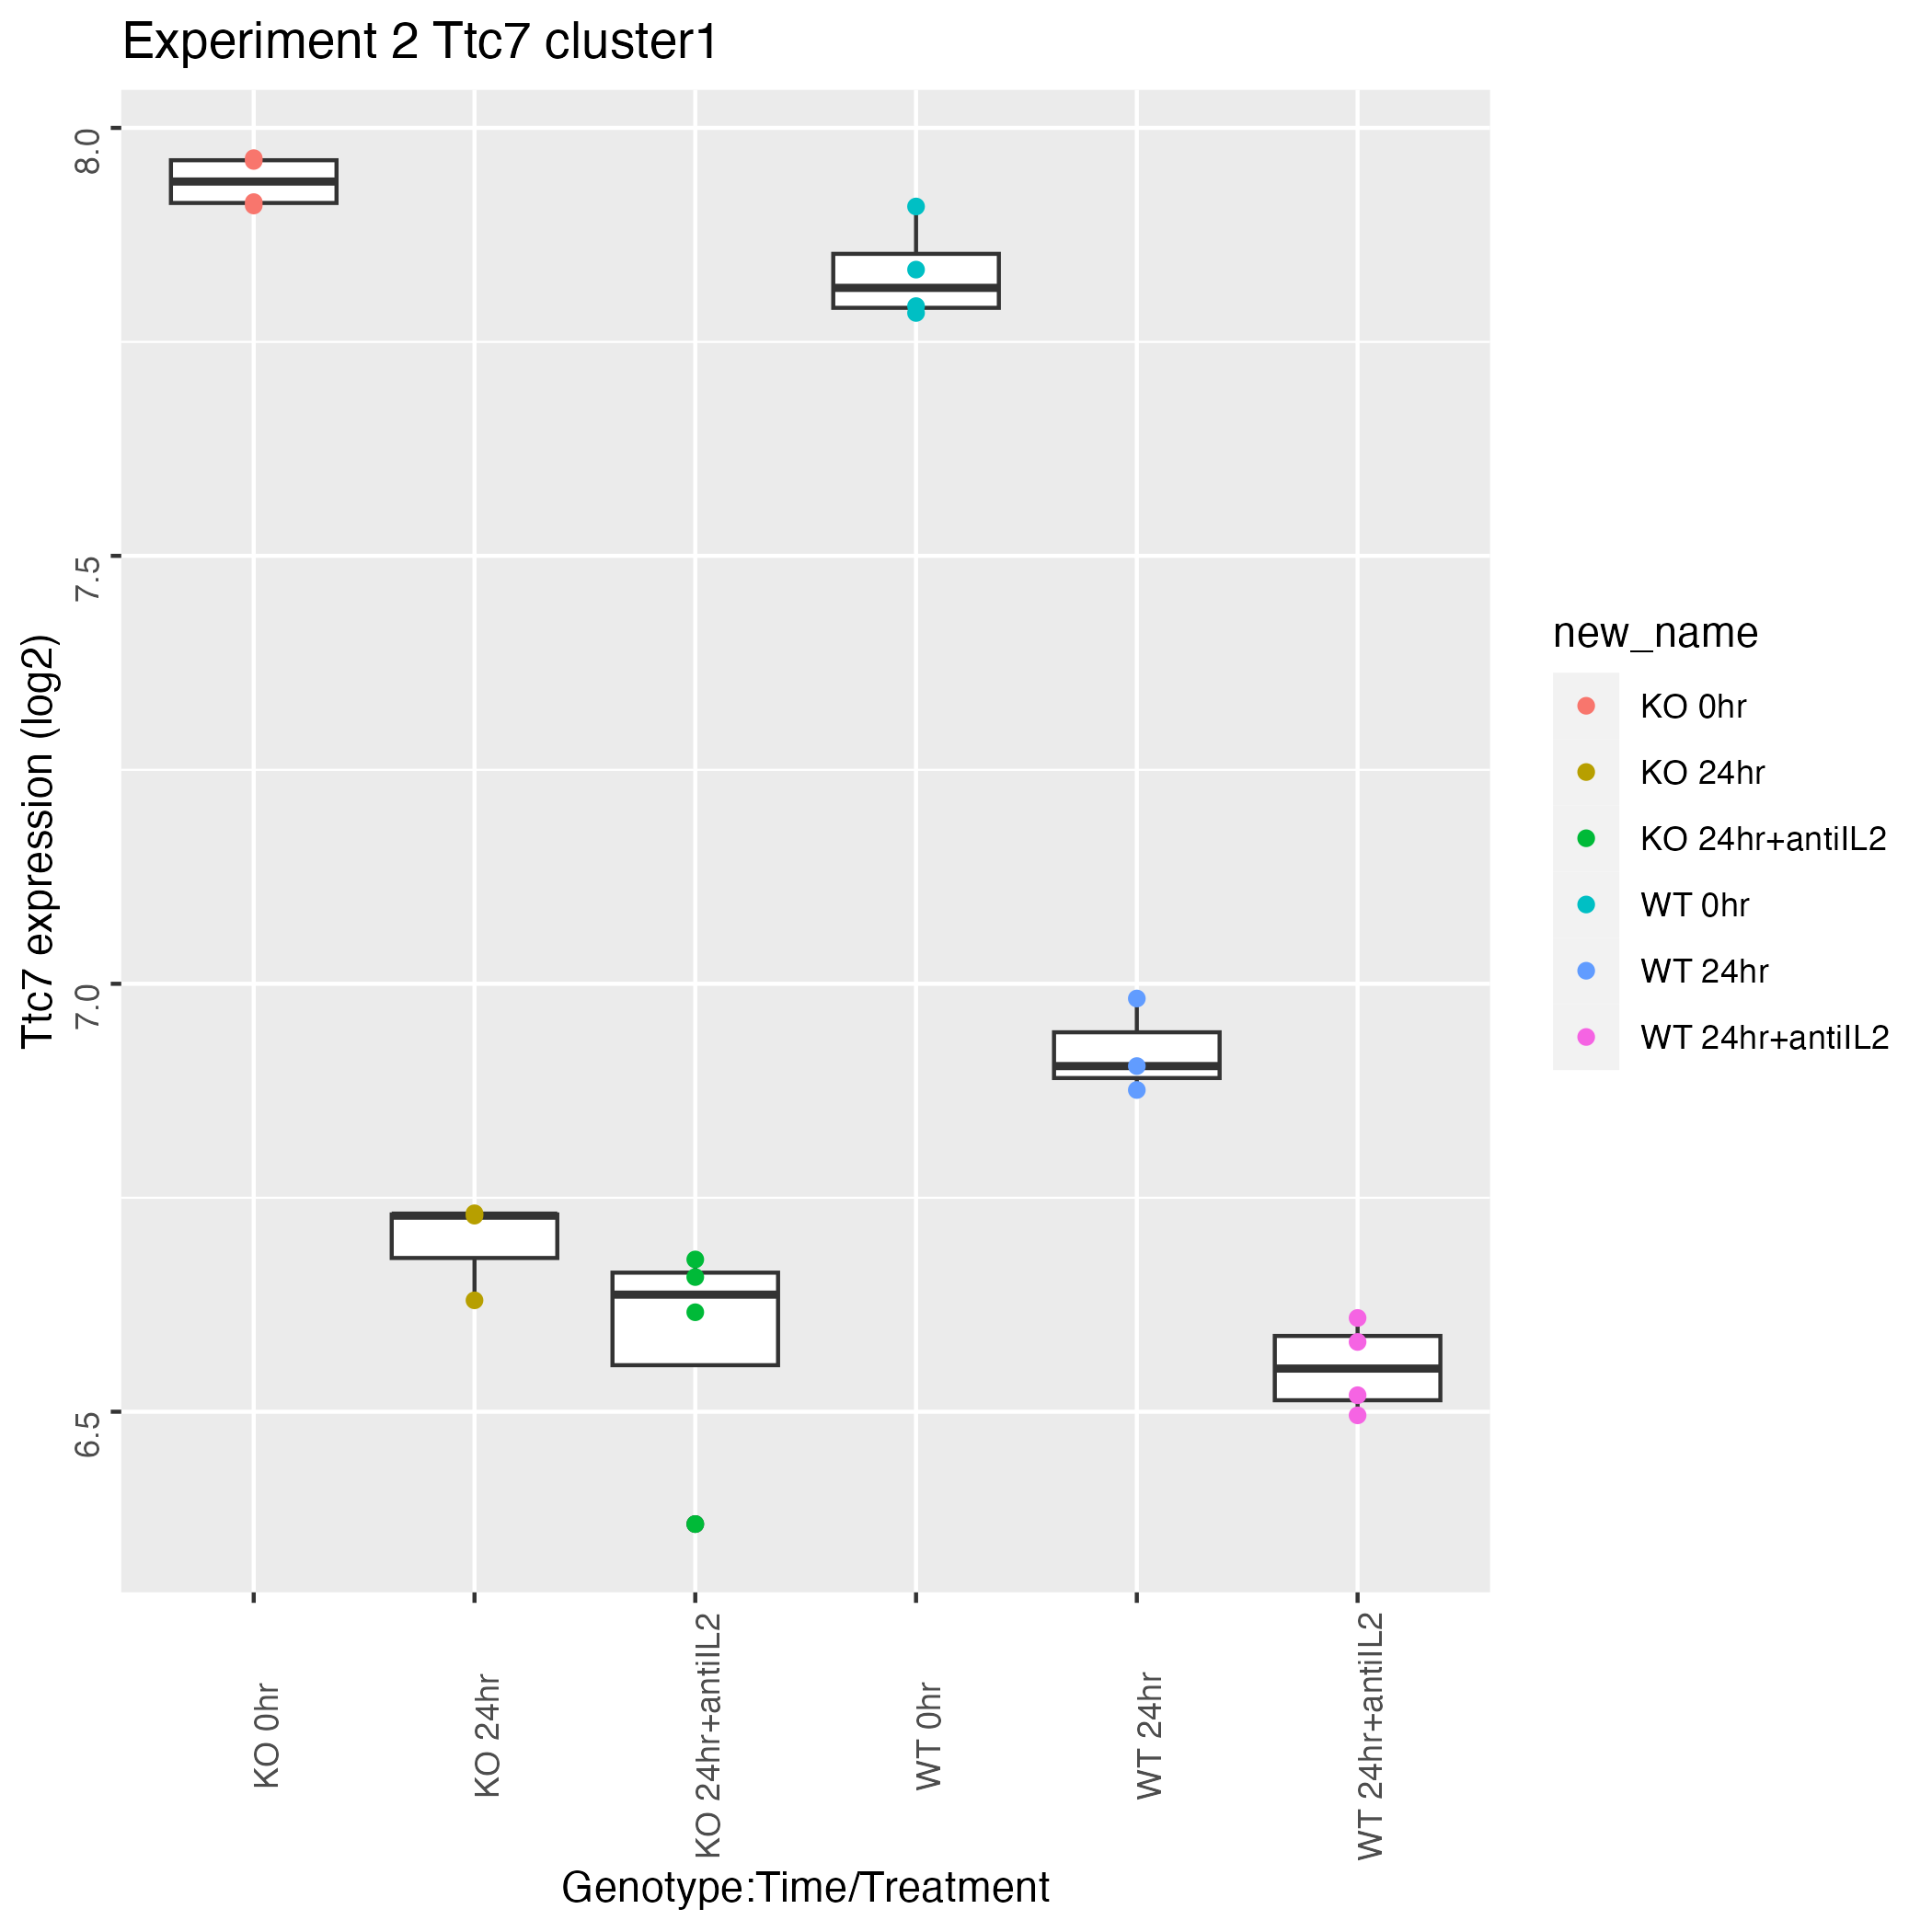 Experiment 2 Ttc7 cluster1
Ttc7 expression (log2)
8.0
7.5
7.0
6.5
KO 0hr
KO 24hr
KO 24hr+antiIL2
WT 0hr
WT 24hr
WT 24hr+antiIL2
Genotype:Time/Treatment
new_name
KO 0hr
KO 24hr
KO 24hr+antiIL2
WT 0hr
WT 24hr
WT 24hr+antiIL2